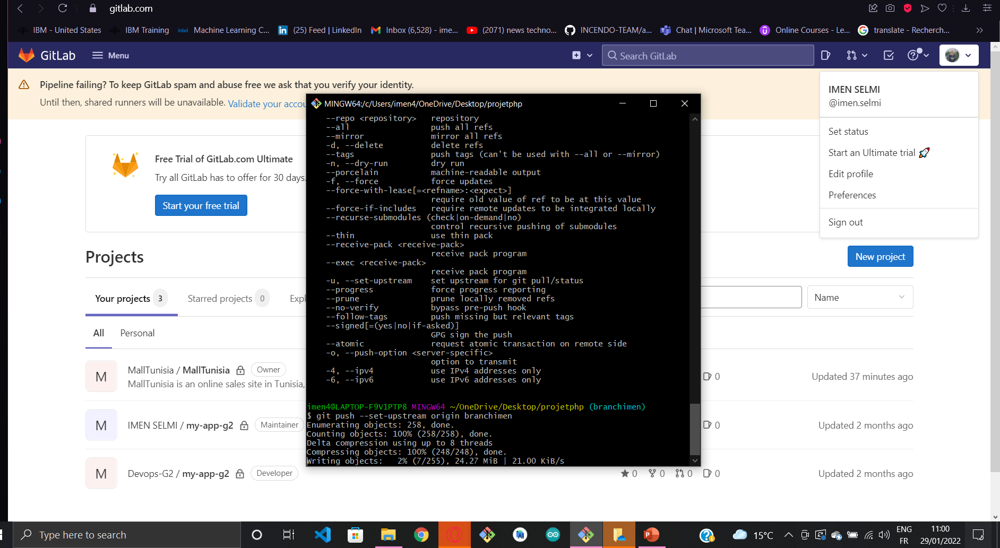 gitlab.com
IBM - United States
IBM Training
intel Machine Learning C...
in (25) Feed | LinkedIn
Inbox (6,528) - ime...
(2071) news techno...
INCENDO-TEAM/a...
Chat | Microsoft Tea...
Online Courses - Le...
translate - Recherch...
GitLab
Menu
Search GitLab
Pipeline failing? To keep GitLab spam and abuse free we ask that you verify your identity.
Until then, shared runners will be unavailable. Validate your accou
IMEN SELMI
@imen.selmi
Set status
Start an Ultimate trial 🚀
Edit profile
Preferences
Sign out
Free Trial of GitLab.com Ultimate
Try all GitLab has to offer for 30 days.
Start your free trial
Projects
New project
Your projects 3
Starred projects 0
Expl
Name
All
Personal
M
MallTunisia / MallTunisia
Owner
MallTunisia is an online sales site in Tunisia,
0
Updated 37 minutes ago
M
IMEN SELMI / my-app-g2
Maintainer
0
Updated 2 months ago
M
Devops-G2 / my-app-g2
Developer
0 0 0 0
Updated 2 months ago
MINGW64:/c/Users/imen4/OneDrive/Desktop/projetphp
--repo <repository> repository
--all push all refs
--mirror mirror all refs
-d, --delete delete refs
--tags push tags (can't be used with --all or --mirror)
-n, --dry-run dry run
--porcelain machine-readable output
-f, --force force updates
--force-with-lease[=<refname>:<expect>]
require old value of ref to be at this value
--force-if-includes require remote updates to be integrated locally
--recurse-submodules (check|on-demand|no)
control recursive pushing of submodules
--thin use thin pack
--receive-pack <receive-pack>
receive pack program
--exec <receive-pack>
receive pack program
-u, --set-upstream set upstream for git pull/status
--progress force progress reporting
--prune prune locally removed refs
--no-verify bypass pre-push hook
--follow-tags push missing but relevant tags
--signed[=(yes|no|if-asked)]
GPG sign the push
--atomic request atomic transaction on remote side
-o, --push-option <server-specific>
option to transmit
-4, --ipv4 use IPv4 addresses only
-6, --ipv6 use IPv6 addresses only
imen4@LAPTOP-F9V1PTP8 MINGW64 ~/OneDrive/Desktop/projetphp (branchimen)
$ git push --set-upstream origin branchimen
Enumerating objects: 258, done.
Counting objects: 100% (258/258), done.
Delta compression using up to 8 threads
Compressing objects: 100% (248/248), done.
Writing objects: 2% (7/255), 24.27 MiB | 21.00 KiB/s
Type here to search
15°C
ENG
FR
11:00
29/01/2022